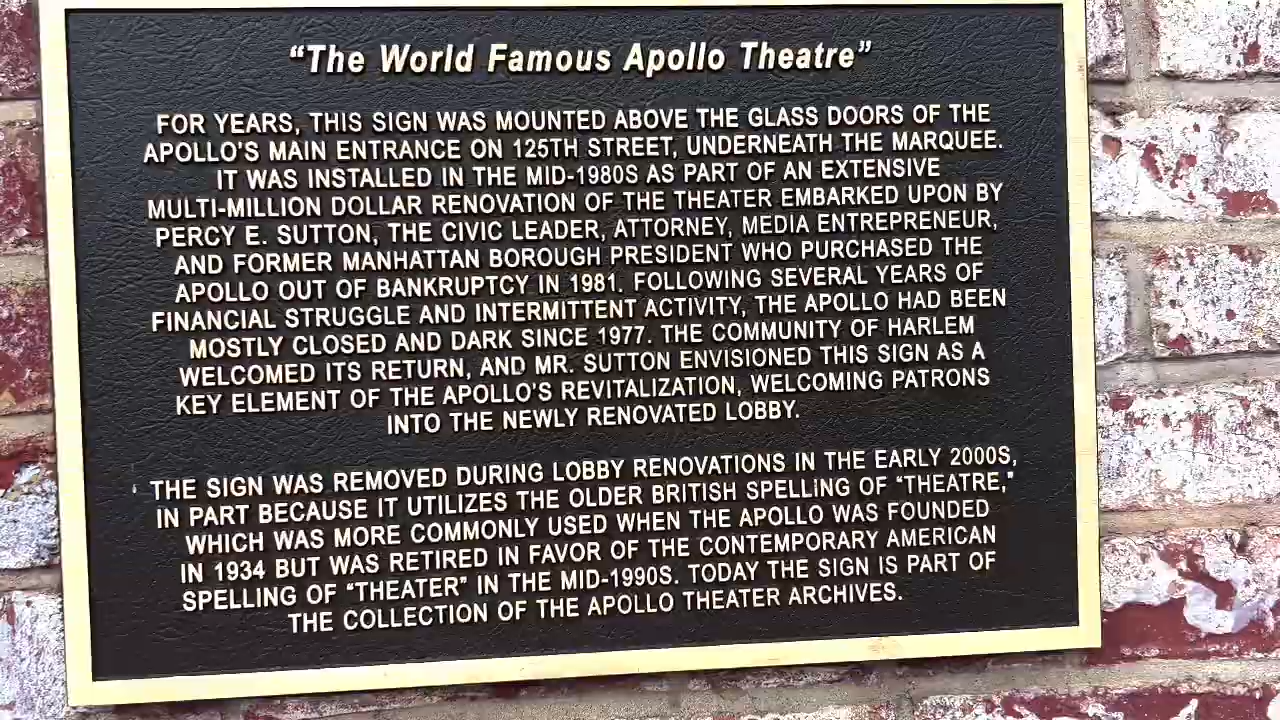 “The World Famous Apollo Theatre”
FOR YEARS, THIS SIGN WAS MOUNTED ABOVE THE GLASS DOORS OF THE
APOLLO'S MAIN ENTRANCE ON 125TH STREET, UNDERNEATH THE MARQUEE.
IT WAS INSTALLED IN THE MID-1980S AS PART OF AN EXTENSIVE
MULTI-MILLION DOLLAR RENOVATION OF THE THEATER EMBARKED UPON BY
PERCY E. SUTTON, THE CIVIC LEADER, ATTORNEY, MEDIA ENTREPRENEUR,
AND FORMER MANHATTAN BOROUGH PRESIDENT WHO PURCHASED THE
APOLLO OUT OF BANKRUPTCY IN 1981. FOLLOWING SEVERAL YEARS OF
FINANCIAL STRUGGLE AND INTERMITTENT ACTIVITY, THE APOLLO HAD BEEN
MOSTLY CLOSED AND DARK SINCE 1977. THE COMMUNITY OF HARLEM
WELCOMED ITS RETURN, AND MR. SUTTON ENVISIONED THIS SIGN AS A
KEY ELEMENT OF THE APOLLO'S REVITALIZATION, WELCOMING PATRONS
INTO THE NEWLY RENOVATED LOBBY.
THE SIGN WAS REMOVED DURING LOBBY RENOVATIONS IN THE EARLY 2000S,
IN PART BECAUSE IT UTILIZES THE OLDER BRITISH SPELLING OF “THEATRE,”
WHICH WAS MORE COMMONLY USED WHEN THE APOLLO WAS FOUNDED
IN 1934 BUT WAS RETIRED IN FAVOR OF THE CONTEMPORARY AMERICAN
SPELLING OF “THEATER” IN THE MID-1990S. TODAY THE SIGN IS PART OF
THE COLLECTION OF THE APOLLO THEATER ARCHIVES.